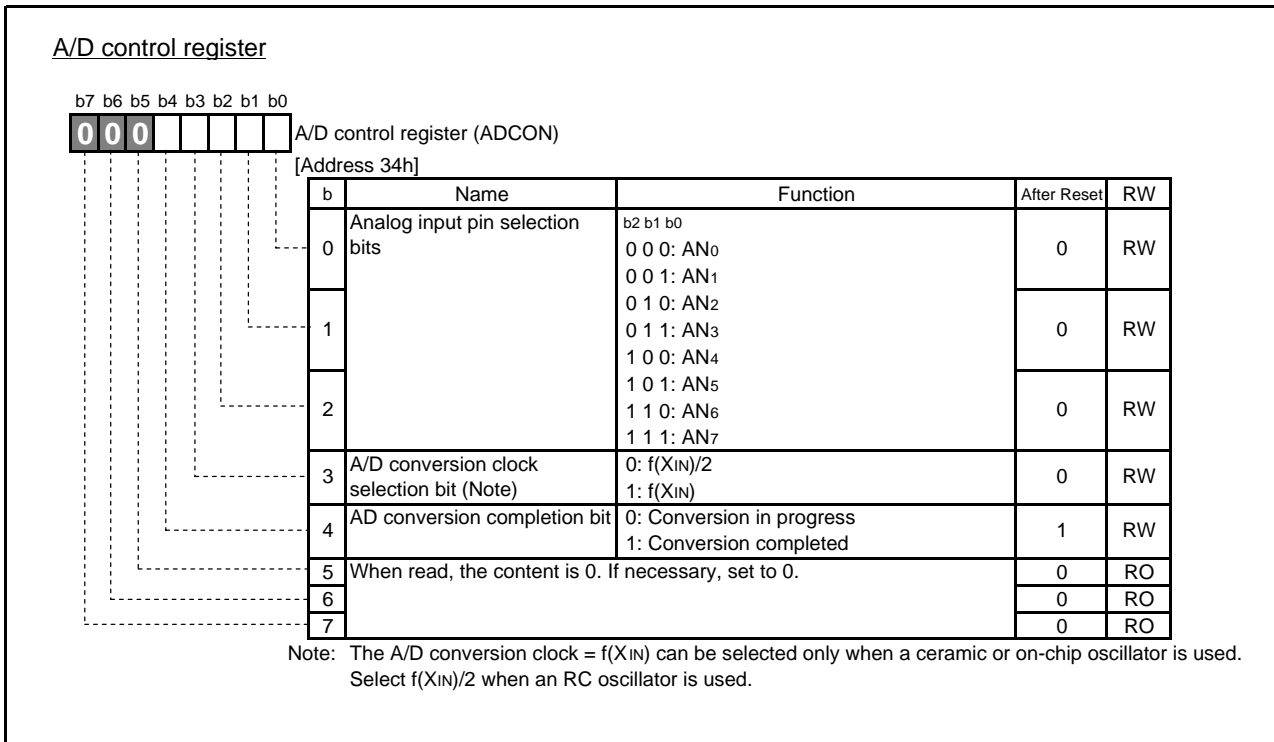 A/D control register
b7 b6 b5 b4 b3 b2 b1 b0
0 0 0
A/D control register (ADCON)
[Address 34h]
b Name Function After Reset RW
0 Analog input pin selection bits b2 b1 b0 0 RW
0 0 0: AN0
0 0 1: AN1
0 1 0: AN2
1 0 1 1: AN3 0 RW
1 0 0: AN4
1 0 1: AN5
2 1 1 0: AN6 0 RW
1 1 1: AN7
3 A/D conversion clock selection bit (Note) 0: f(XIN)/2 0 RW
1: f(XIN)
4 AD conversion completion bit 0: Conversion in progress 1 RW
1: Conversion completed
5 When read, the content is 0. If necessary, set to 0. 0 RO
6 0 RO
7 0 RO
Note: The A/D conversion clock = f(XIN) can be selected only when a ceramic or on-chip oscillator is used.
Select f(XIN)/2 when an RC oscillator is used.